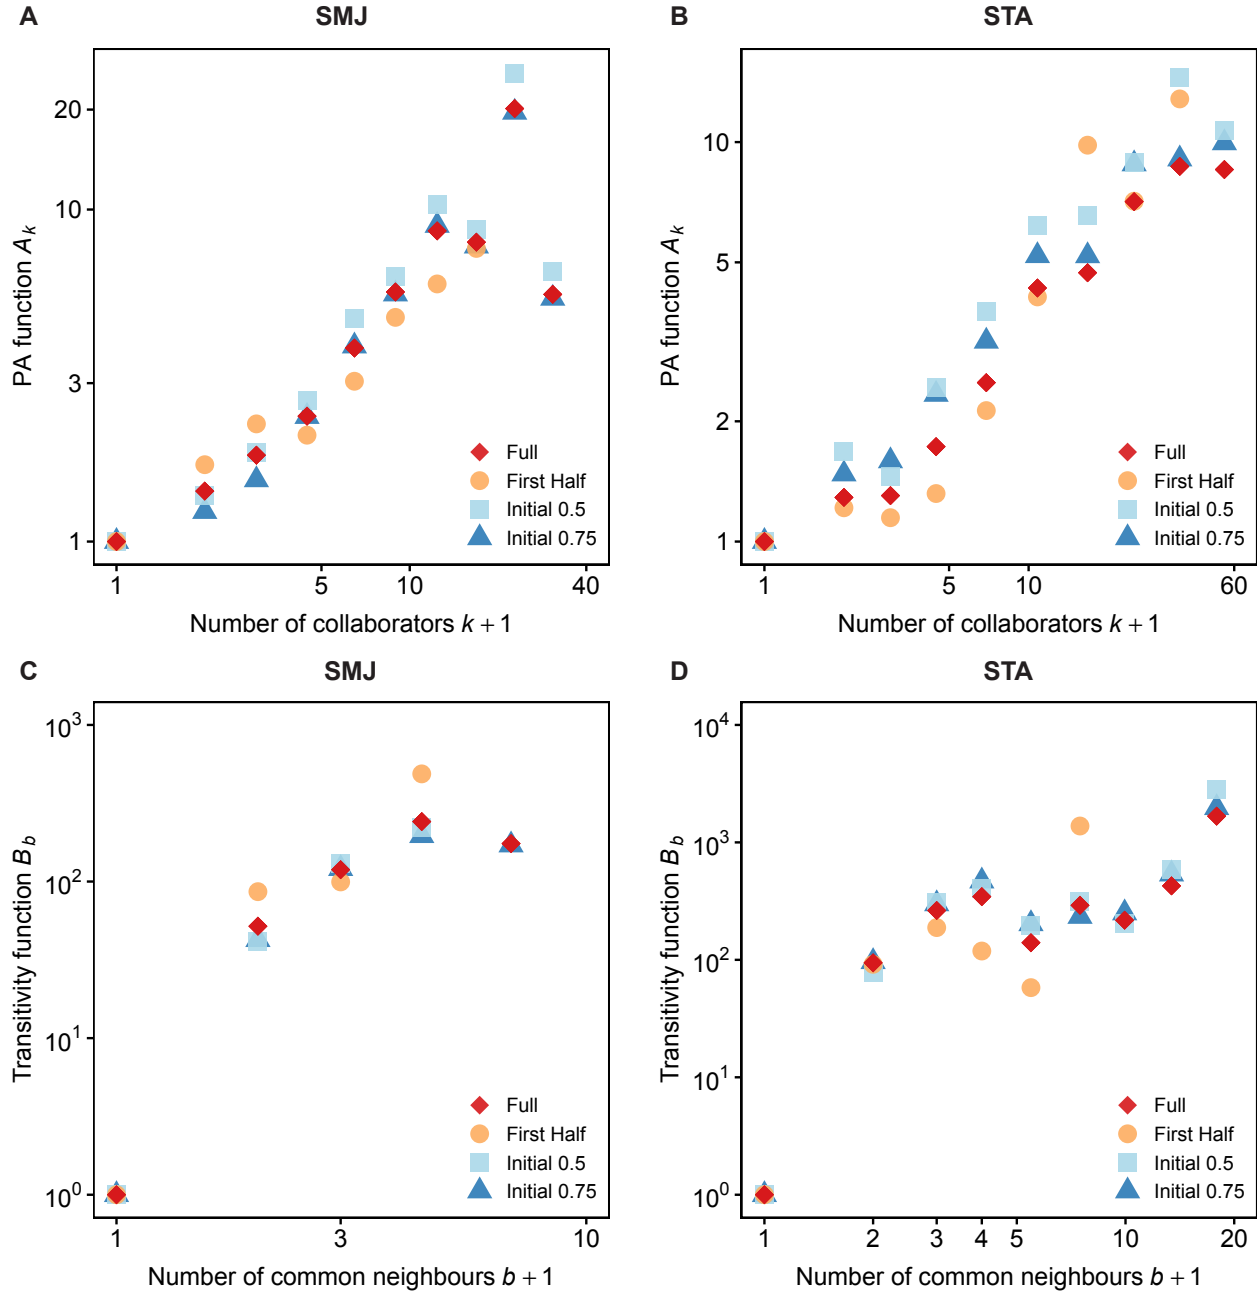 A
SMJ
PA function A_k
20
10
3
1
1
5
10
40
Number of collaborators k + 1
Full
First Half
Initial 0.5
Initial 0.75
B
STA
PA function A_k
10
5
2
1
1
5
10
60
Number of collaborators k + 1
Full
First Half
Initial 0.5
Initial 0.75
C
SMJ
Transitivity function B_b
10^3
10^2
10^1
10^0
1
3
10
Number of common neighbours b + 1
Full
First Half
Initial 0.5
Initial 0.75
D
STA
Transitivity function B_b
10^4
10^3
10^2
10^1
10^0
1
2
3
4
5
10
20
Number of common neighbours b + 1
Full
First Half
Initial 0.5
Initial 0.75